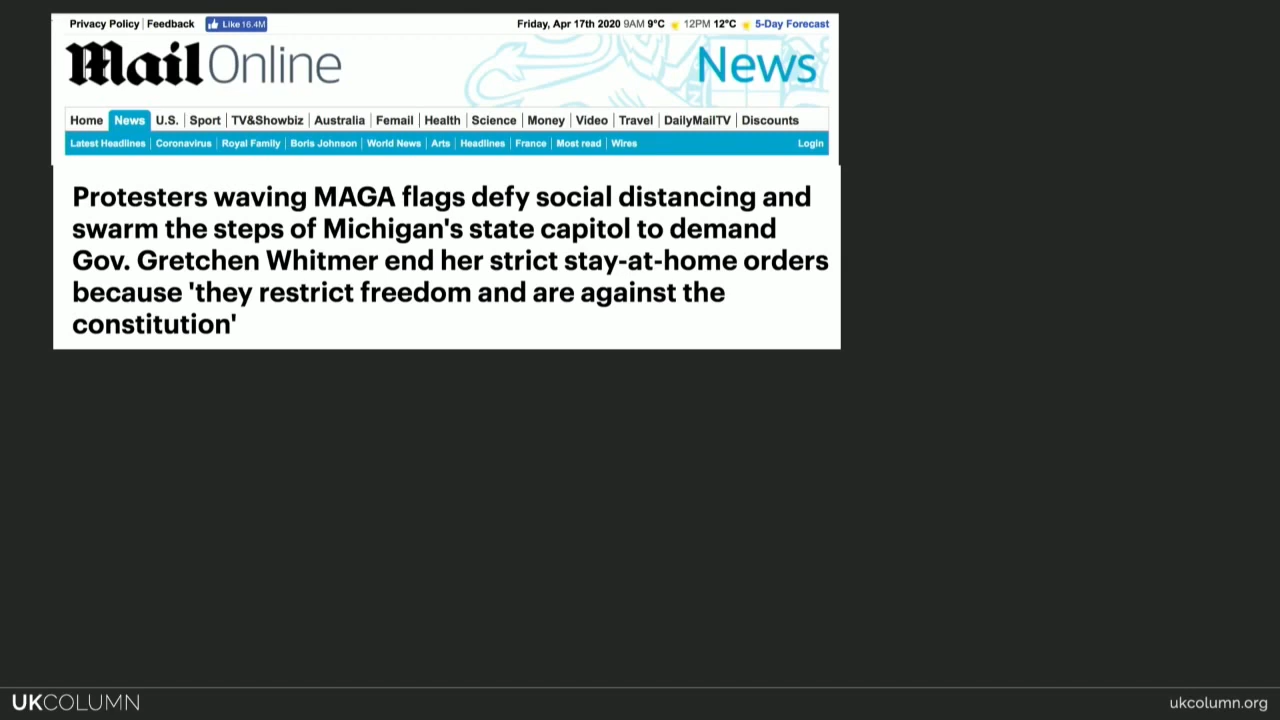 Privacy Policy | Feedback Like 16.4M Friday, Apr 17th 2020 9AM 9°C 12PM 12°C 5-Day Forecast
Mail Online News
Home News U.S. Sport TV&Showbiz Australia Femail Health Science Money Video Travel DailyMailTV Discounts
Latest Headlines Coronavirus Royal Family Boris Johnson World News Arts Headlines France Most read Wires Login
Protesters waving MAGA flags defy social distancing and
swarm the steps of Michigan's state capitol to demand
Gov. Gretchen Whitmer end her strict stay-at-home orders
because 'they restrict freedom and are against the
constitution'
UKCOLUMN ukcolumn.org